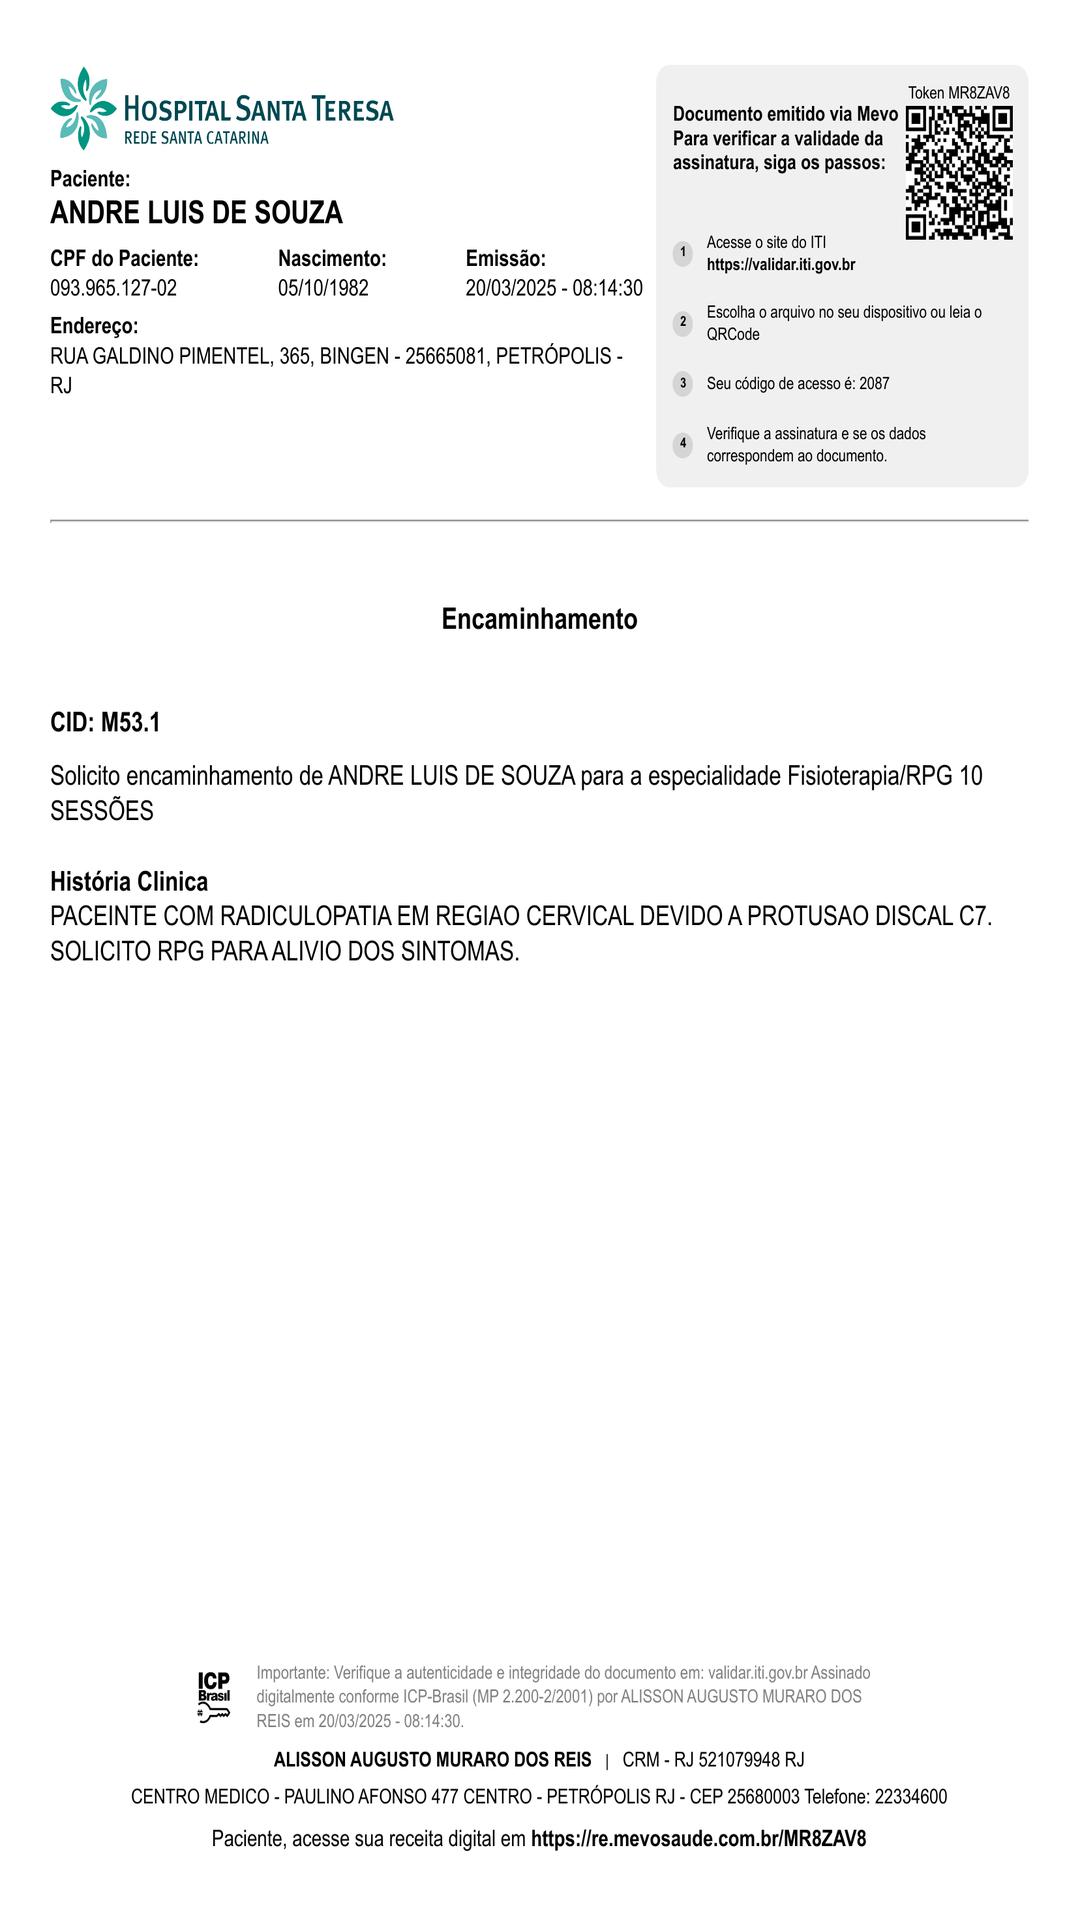 HOSPITAL SANTA TERESA
REDE SANTA CATARINA
Paciente:
ANDRE LUIS DE SOUZA
CPF do Paciente: Nascimento: Emissão:
093.965.127-02 05/10/1982 20/03/2025 - 08:14:30
Endereço:
RUA GALDINO PIMENTEL, 365, BINGEN - 25665081, PETRÓPOLIS -
RJ
Token MR8ZAV8
Documento emitido via Mevo
Para verificar a validade da
assinatura, siga os passos:
1 Acesse o site do ITI
https://validar.iti.gov.br
2 Escolha o arquivo no seu dispositivo ou leia o
QRCode
3 Seu código de acesso é: 2087
4 Verifique a assinatura e se os dados
correspondem ao documento.
Encaminhamento
CID: M53.1
Solicito encaminhamento de ANDRE LUIS DE SOUZA para a especialidade Fisioterapia/RPG 10
SESSÕES
História Clinica
PACEINTE COM RADICULOPATIA EM REGIAO CERVICAL DEVIDO A PROTUSAO DISCAL C7.
SOLICITO RPG PARA ALIVIO DOS SINTOMAS.
ICP
Brasil
Importante: Verifique a autenticidade e integridade do documento em: validar.iti.gov.br Assinado
digitalmente conforme ICP-Brasil (MP 2.200-2/2001) por ALISSON AUGUSTO MURARO DOS
REIS em 20/03/2025 - 08:14:30.
ALISSON AUGUSTO MURARO DOS REIS | CRM - RJ 521079948 RJ
CENTRO MEDICO - PAULINO AFONSO 477 CENTRO - PETRÓPOLIS RJ - CEP 25680003 Telefone: 22334600
Paciente, acesse sua receita digital em https://re.mevosaude.com.br/MR8ZAV8